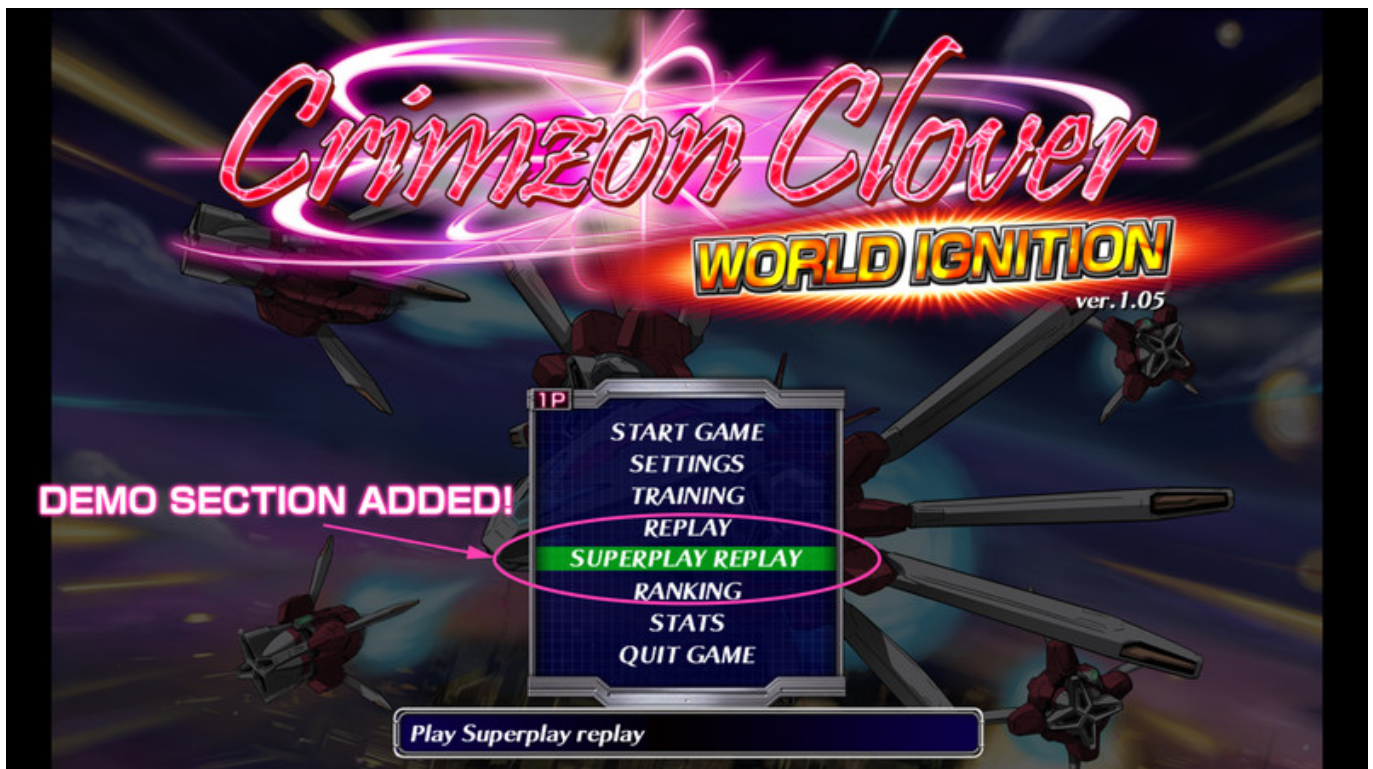 Crimzon Clover
WORLD IGNITION
ver.1.05
1P
START GAME
SETTINGS
TRAINING
DEMO SECTION ADDED!
REPLAY
SUPERPLAY REPLAY
RANKING
STATS
QUIT GAME
Play Superplay replay